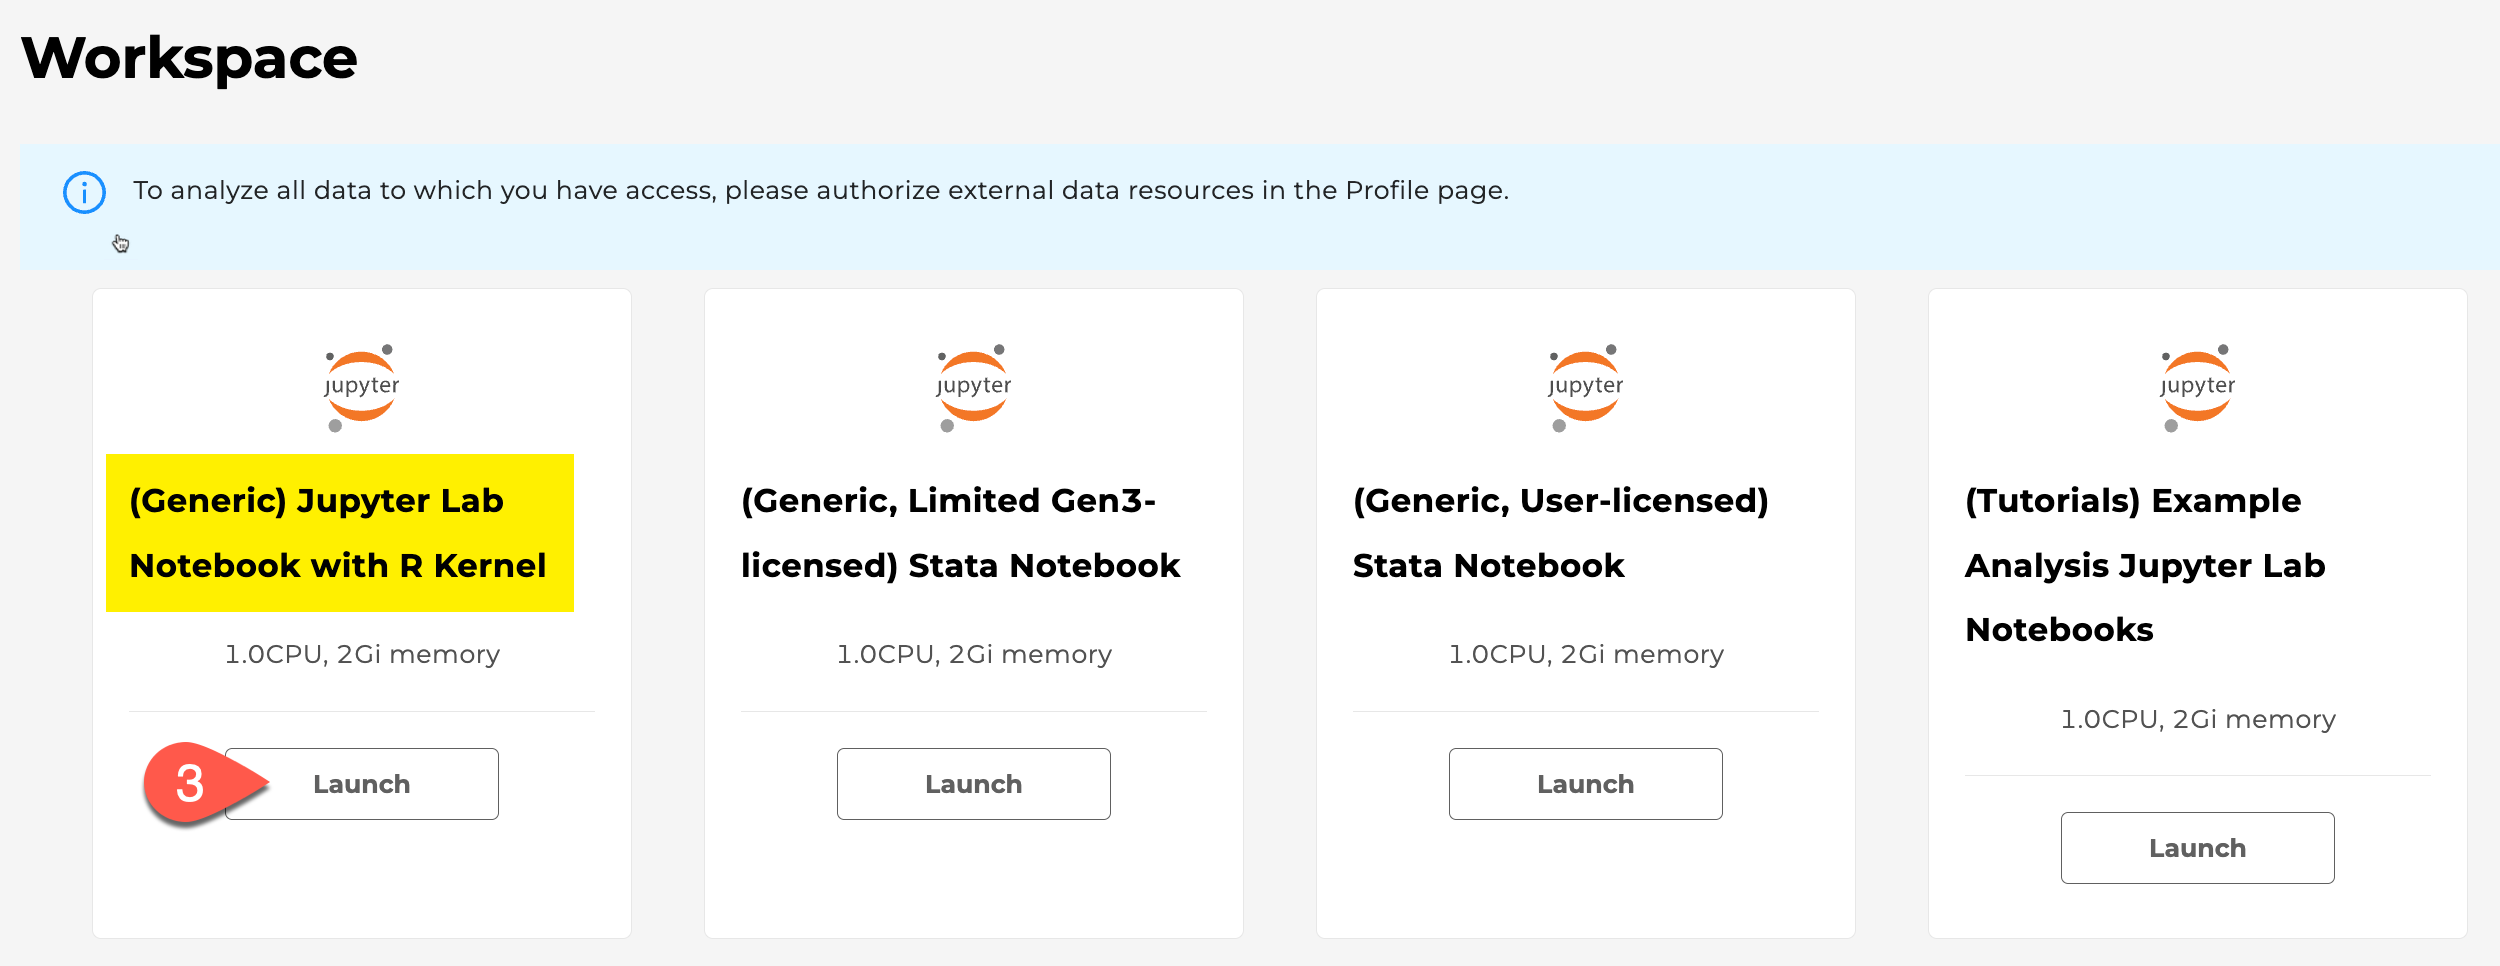 Workspace
To analyze all data to which you have access, please authorize external data resources in the Profile page.
jupyter
(Generic) Jupyter Lab
Notebook with R Kernel
1.0CPU, 2Gi memory
3
Launch
jupyter
(Generic, Limited Gen3-
licensed) Stata Notebook
1.0CPU, 2Gi memory
Launch
jupyter
(Generic, User-licensed)
Stata Notebook
1.0CPU, 2Gi memory
Launch
jupyter
(Tutorials) Example
Analysis Jupyter Lab
Notebooks
1.0CPU, 2Gi memory
Launch